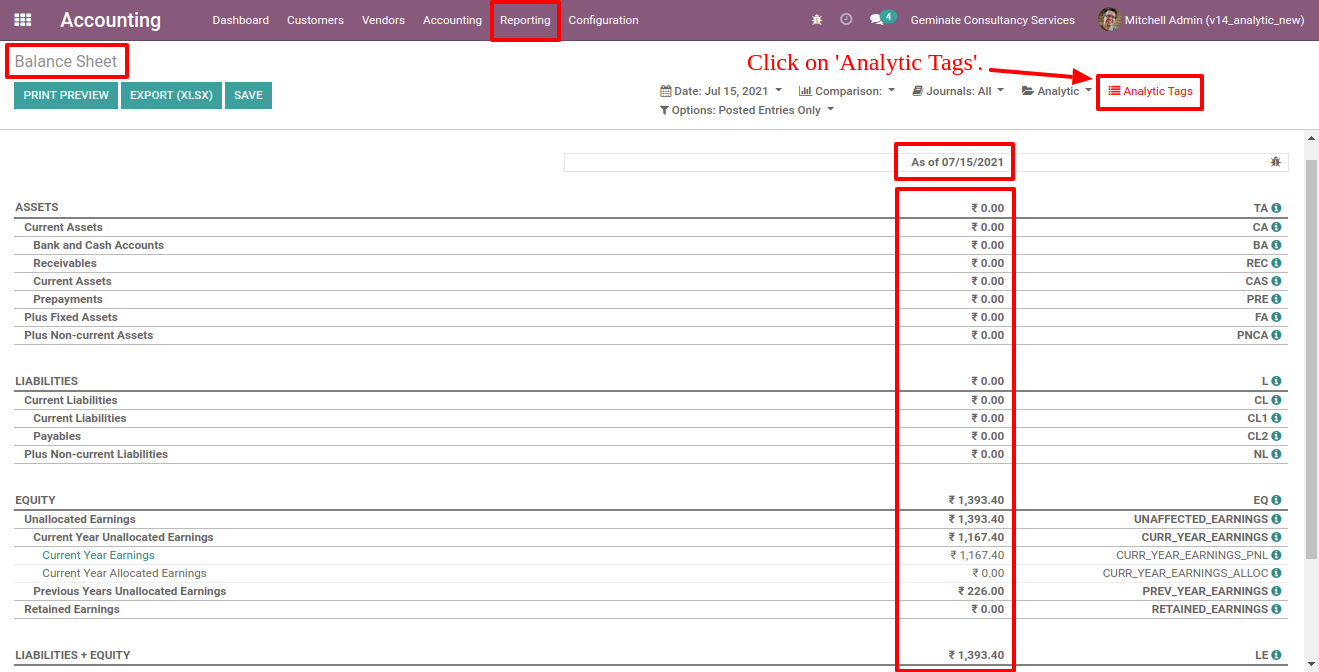 Accounting Dashboard Customers Vendors Accounting Reporting Configuration 4 Geminate Consultancy Services Mitchell Admin (v14_analytic_new)
Balance Sheet
Click on 'Analytic Tags'.
PRINT PREVIEW EXPORT (XLSX) SAVE
Date: Jul 15, 2021 Comparison: Journals: All Analytic Analytic Tags
Options: Posted Entries Only
As of 07/15/2021
ASSETS ₹ 0.00 TA
Current Assets ₹ 0.00 CA
Bank and Cash Accounts ₹ 0.00 BA
Receivables ₹ 0.00 REC
Current Assets ₹ 0.00 CAS
Prepayments ₹ 0.00 PRE
Plus Fixed Assets ₹ 0.00 FA
Plus Non-current Assets ₹ 0.00 PNCA
LIABILITIES ₹ 0.00 L
Current Liabilities ₹ 0.00 CL
Current Liabilities ₹ 0.00 CL1
Payables ₹ 0.00 CL2
Plus Non-current Liabilities ₹ 0.00 NL
EQUITY ₹ 1,393.40 EQ
Unallocated Earnings ₹ 1,393.40 UNAFFECTED_EARNINGS
Current Year Unallocated Earnings ₹ 1,167.40 CURR_YEAR_EARNINGS
Current Year Earnings ₹ 1,167.40 CURR_YEAR_EARNINGS_PNL
Current Year Allocated Earnings ₹ 0.00 CURR_YEAR_EARNINGS_ALLOC
Previous Years Unallocated Earnings ₹ 226.00 PREV_YEAR_EARNINGS
Retained Earnings ₹ 0.00 RETAINED_EARNINGS
LIABILITIES + EQUITY ₹ 1,393.40 LE